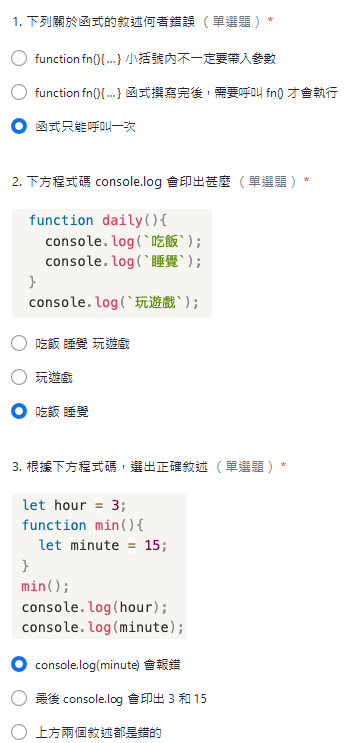 1. 下列關於函式的敘述何者錯誤 （ 單選題 ） *
function fn(){...} 小括號內不一定要帶入參數
function fn(){...} 函式撰寫完後，需要呼叫 fn() 才會執行
函式只能呼叫一次
2. 下方程式碼 console.log 會印出甚麼 （ 單選題 ） *
function daily(){
console.log(`吃飯`);
console.log(`睡覺`);
}
console.log(`玩遊戲`);
吃飯 睡覺 玩遊戲
玩遊戲
吃飯 睡覺
3. 根據下方程式碼，選出正確敘述 （ 單選題 ） *
let hour = 3;
function min(){
let minute = 15;
}
min();
console.log(hour);
console.log(minute);
console.log(minute) 會報錯
最後 console.log 會印出 3 和 15
上方兩個敘述都是錯的